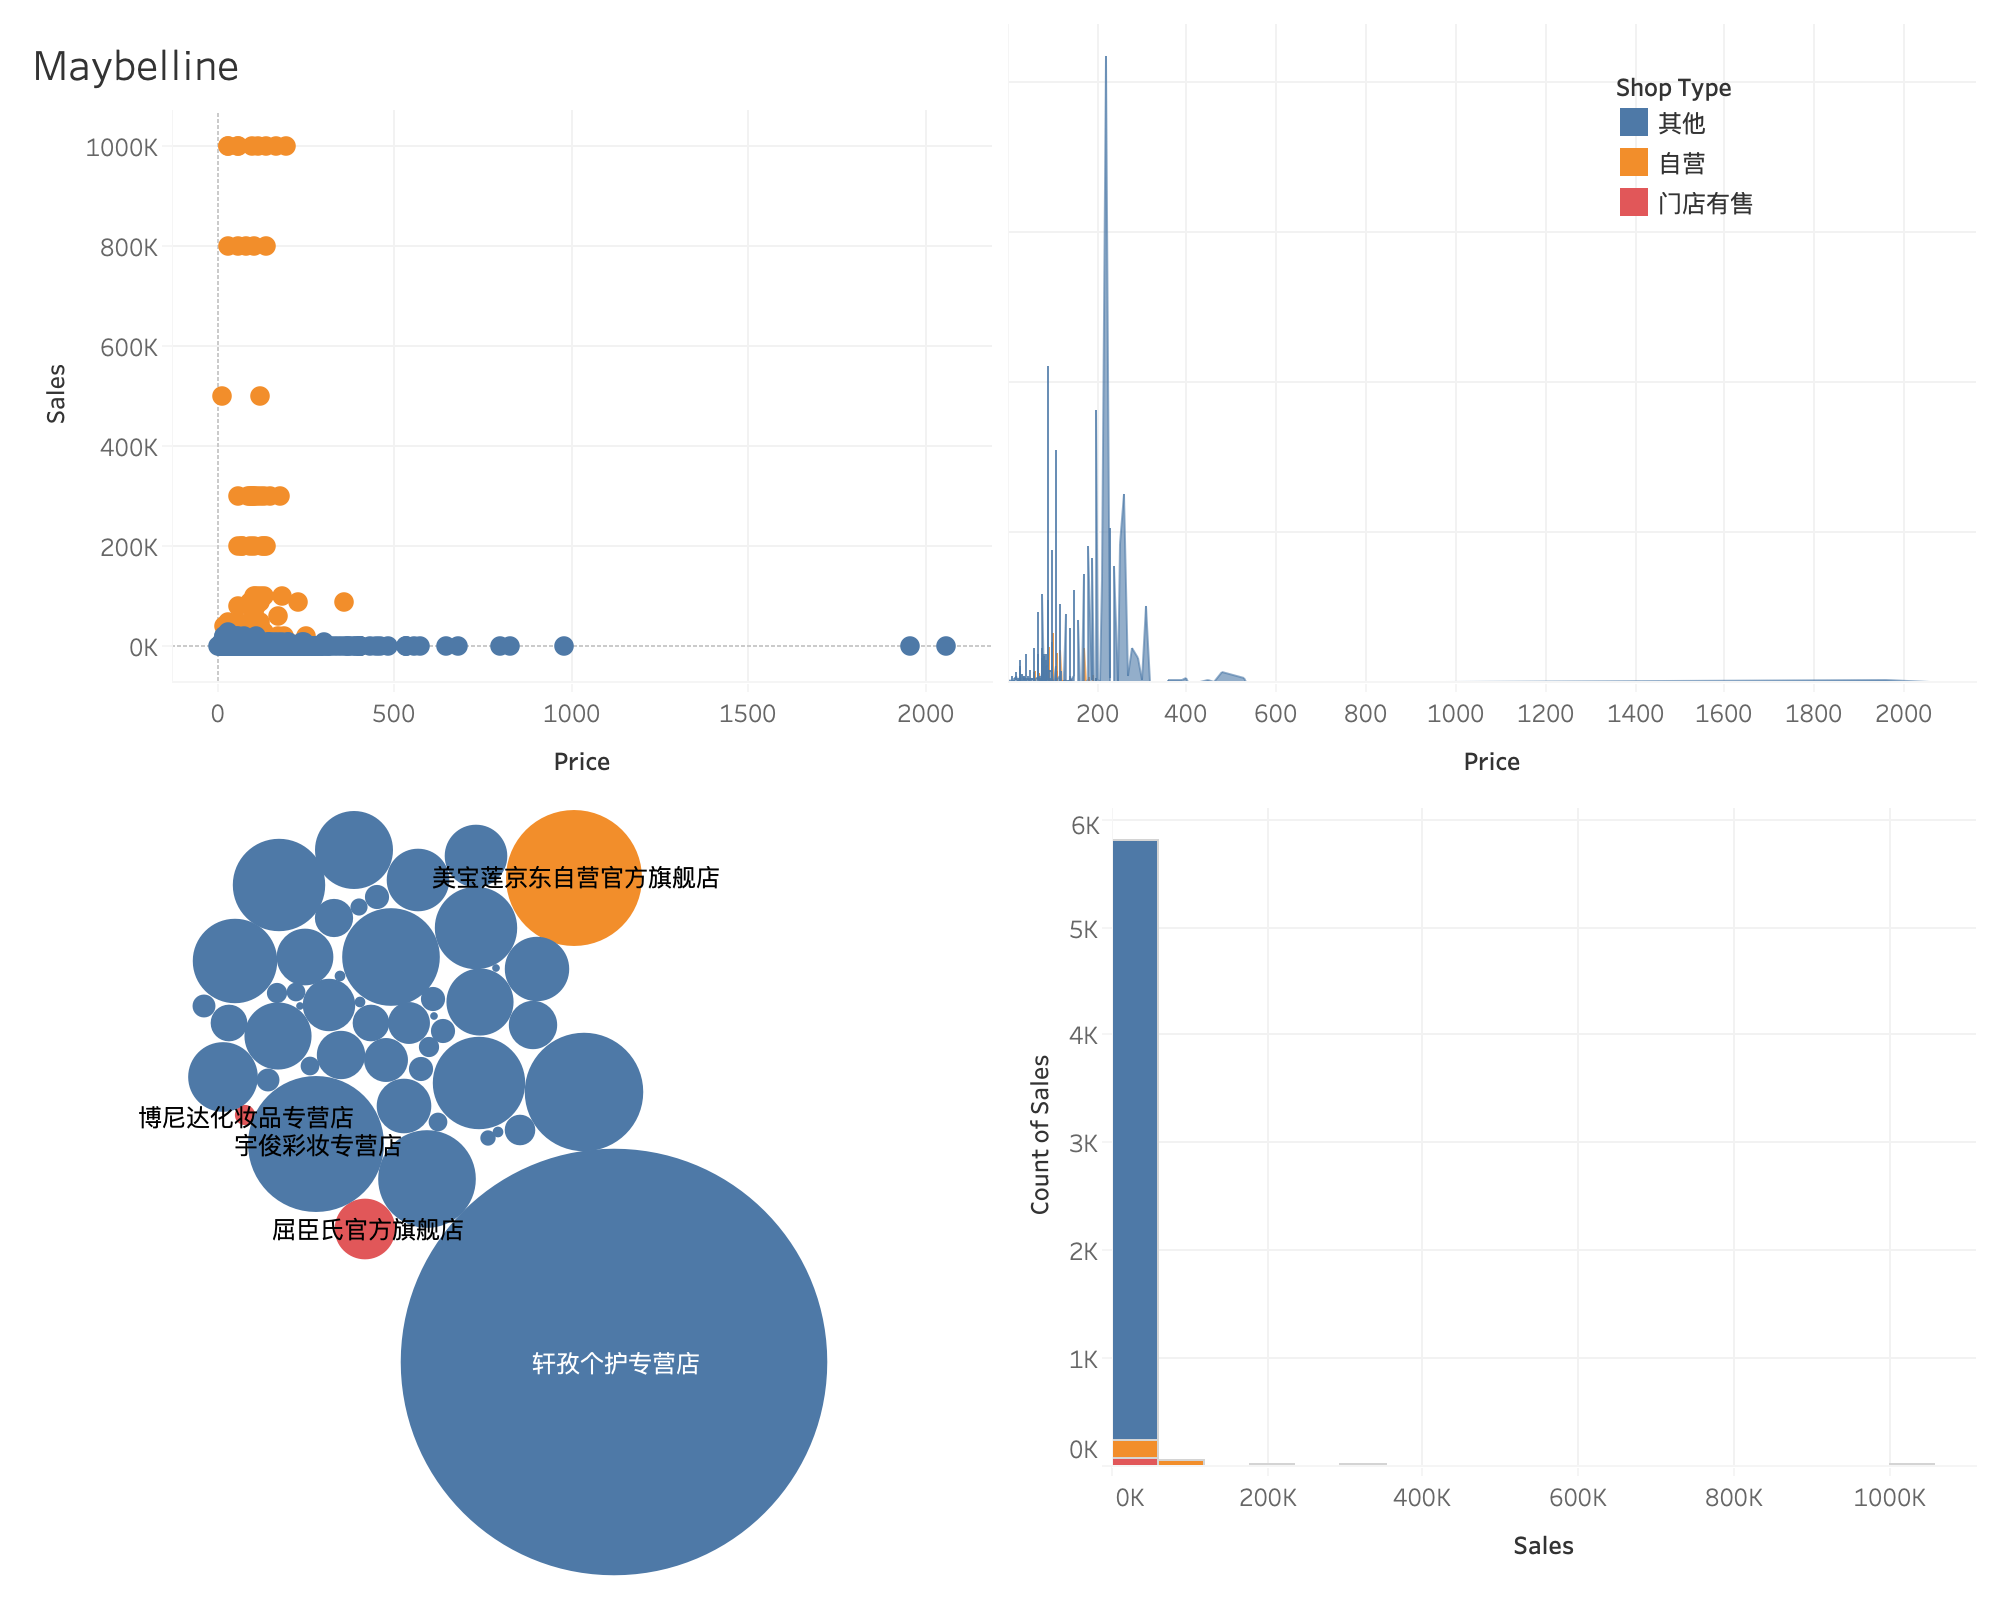 Maybelline
1000K
800K
600K
400K
200K
0K
Sales
0
500
1000
1500
2000
Price
Shop Type
其他
自营
门店有售
200
400
600
800
1000
1200
1400
1600
1800
2000
Price
美宝莲京东自营官方旗舰店
博尼达化妆品专营店
宇俊彩妆专营店
屈臣氏官方旗舰店
轩孜个护专营店
6K
5K
4K
3K
2K
1K
0K
Count of Sales
0K
200K
400K
600K
800K
1000K
Sales